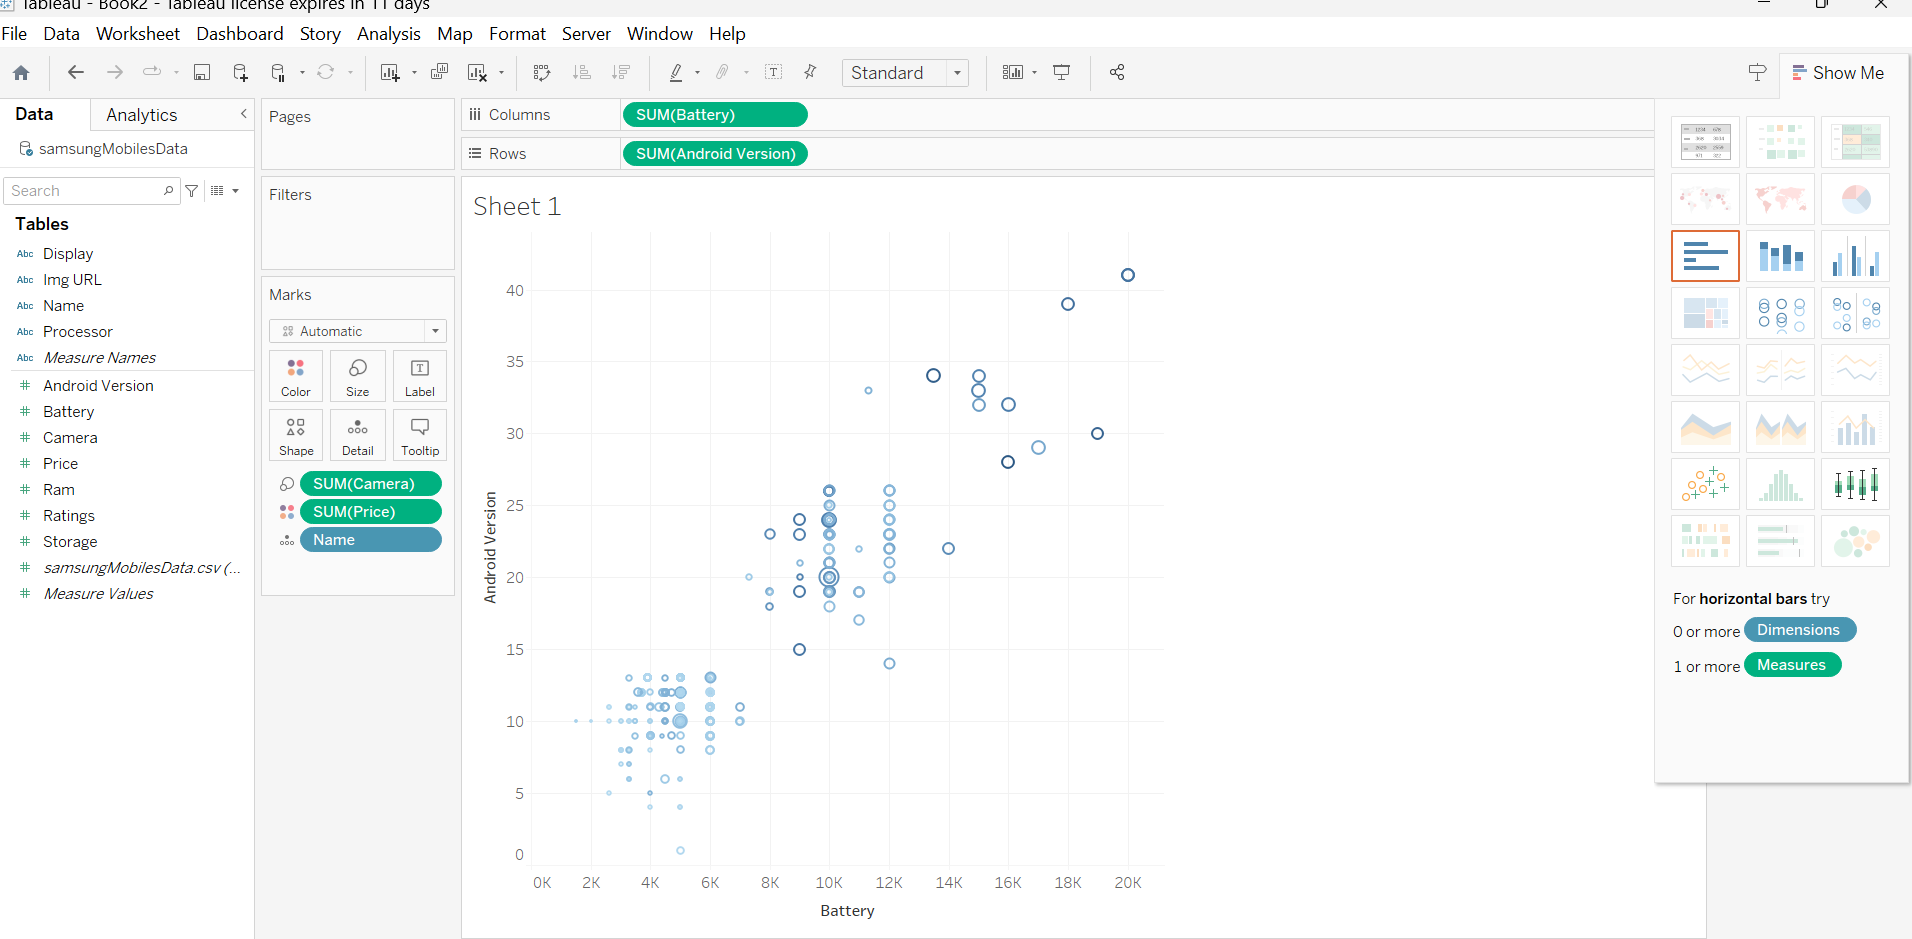 Tableau - Book2 - Tableau license expires in 11 days
File Data Worksheet Dashboard Story Analysis Map Format Server Window Help
Standard
Show Me
Data Analytics
samsungMobilesData
Search
Tables
Abc Display
Abc Img URL
Abc Name
Abc Processor
Abc Measure Names
# Android Version
# Battery
# Camera
# Price
# Ram
# Ratings
# Storage
# samsungMobilesData.csv (...
# Measure Values
Pages
Filters
Marks
Automatic
Color Size Label
Shape Detail Tooltip
SUM(Camera)
SUM(Price)
Name
Columns SUM(Battery)
Rows SUM(Android Version)
Sheet 1
Android Version
40
35
30
25
20
15
10
5
0
0K 2K 4K 6K 8K 10K 12K 14K 16K 18K 20K
Battery
For horizontal bars try
0 or more Dimensions
1 or more Measures